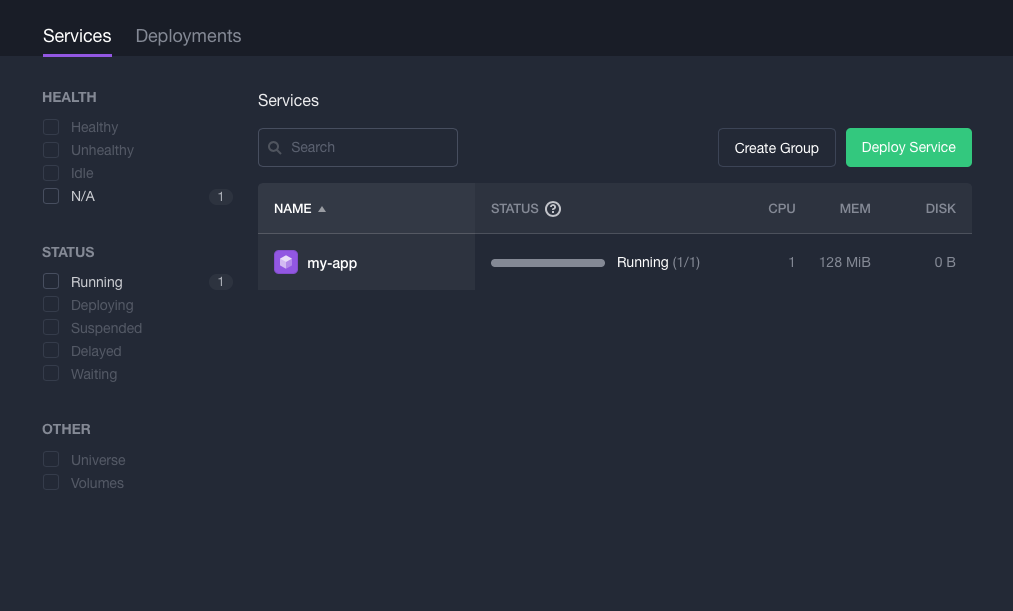 Services Deployments
HEALTH
Healthy
Unhealthy
Idle
N/A 1
STATUS
Running 1
Deploying
Suspended
Delayed
Waiting
OTHER
Universe
Volumes
Services
Search
Create Group
Deploy Service
NAME STATUS ? CPU MEM DISK
my-app Running (1/1) 1 128 MiB 0 B